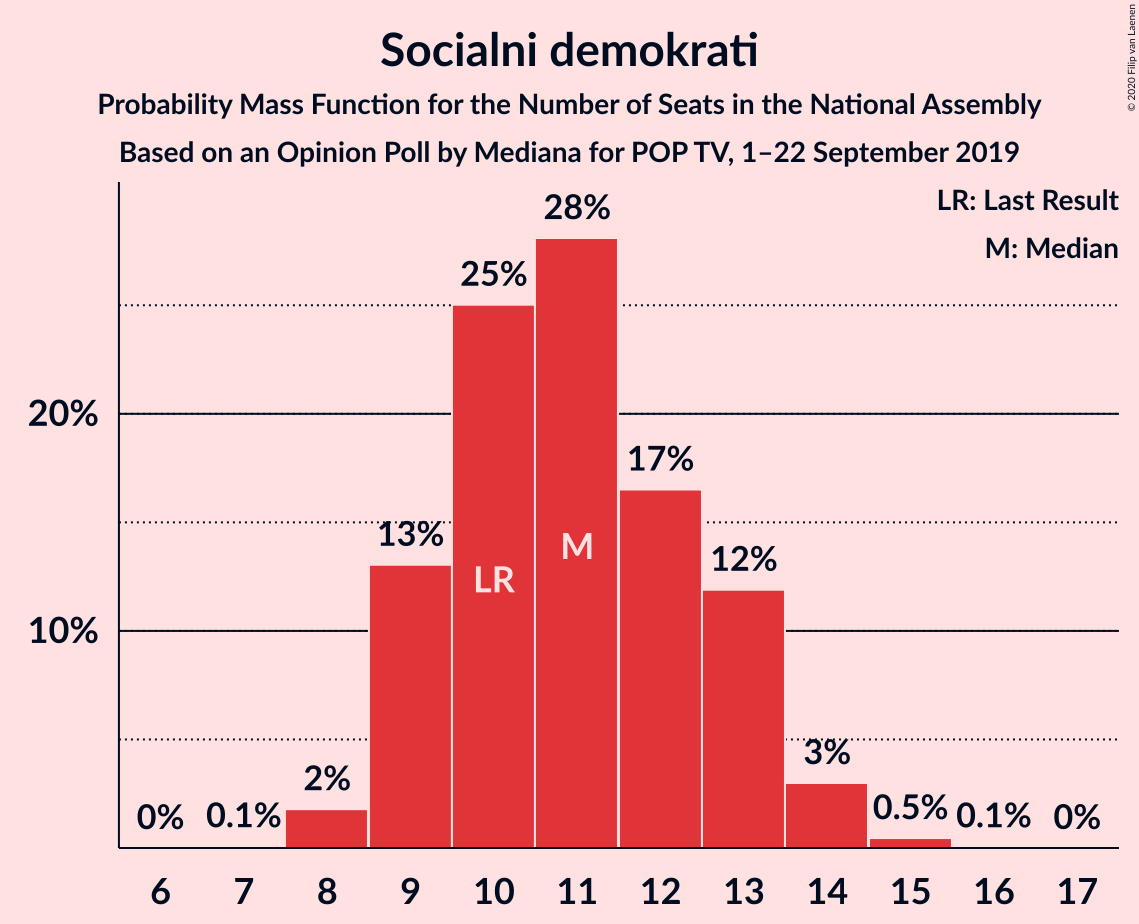 Socialni demokrati
Probability Mass Function for the Number of Seats in the National Assembly
Based on an Opinion Poll by Mediana for POP TV, 1–22 September 2019
© 2020 Filip van Laenen
LR: Last Result
M: Median
28%
25%
20%
17%
13%
M
12%
LR
10%
3%
2%
0% 0.1% 0.5% 0.1% 0%
6 7 8 9 10 11 12 13 14 15 16 17